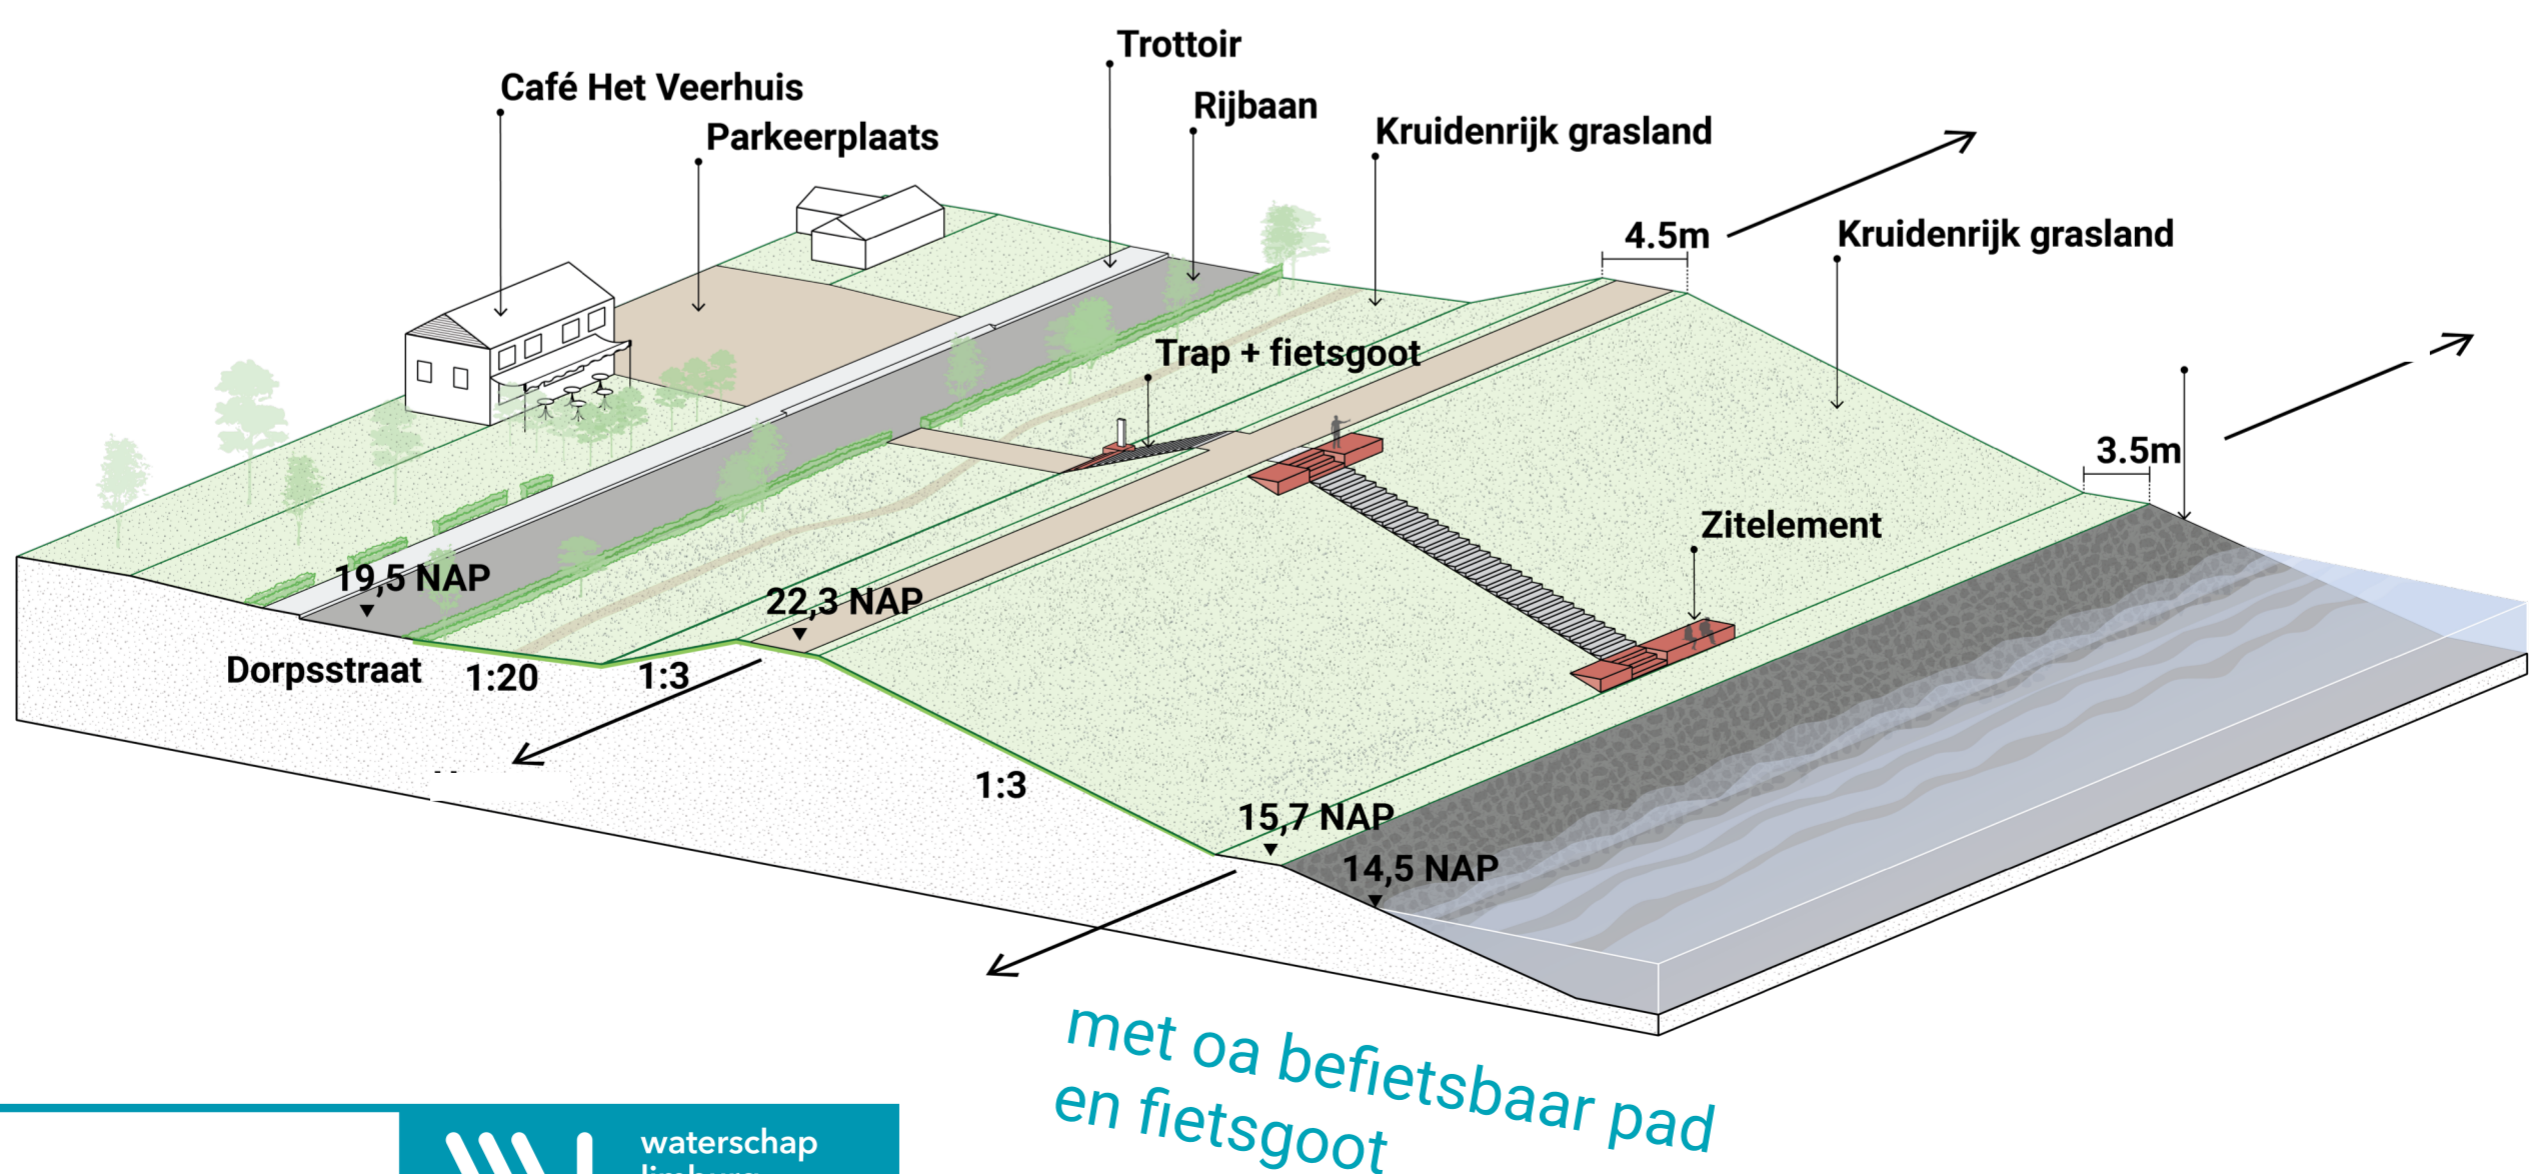 Trottoir
Café Het Veerhuis
Rijbaan
Parkeerplaats
Kruidenrijk grasland
4.5m
Kruidenrijk grasland
Trap + fietsgoot
3.5m
Zitelement
19,5 NAP
22,3 NAP
Dorpsstraat
1:20
1:3
1:3
15,7 NAP
14,5 NAP
met oa befietsbaar pad
en fietsgoot
waterschap
limburg